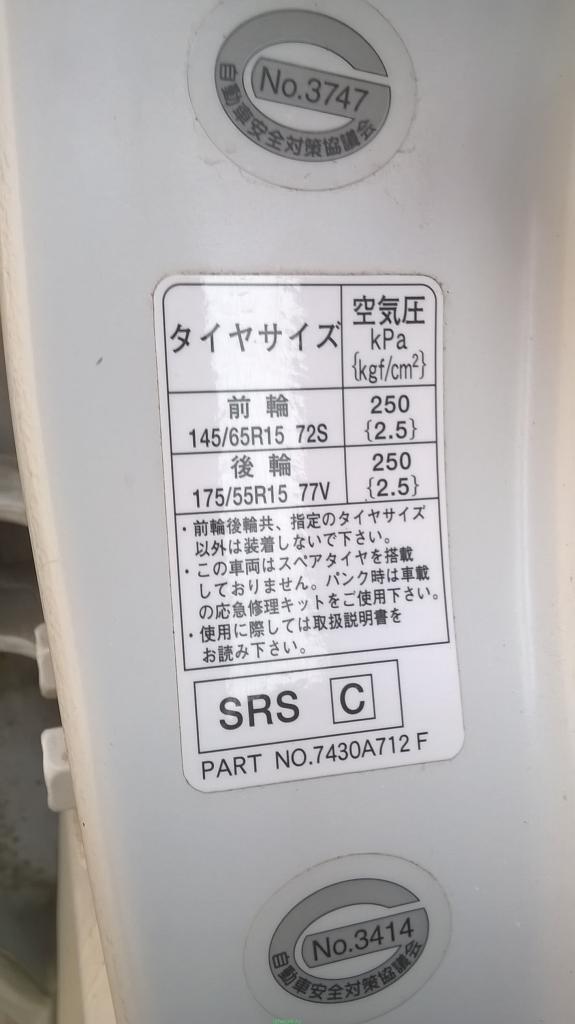 No.3747
自動車安全対策協議会
タイヤサイズ
空気圧
kPa
{kgf/cm²}
前輪
145/65R15 72S
250
{2.5}
後輪
175/55R15 77V
250
{2.5}
・前輪後輪共、指定のタイヤサイズ
以外は装着しないで下さい。
・この車両はスペアタイヤを搭載
しておりません。パンク時は車載
の応急修理キットをご使用下さい。
・使用に際しては取扱説明書を
お読み下さい。
SRS C
PART NO.7430A712 F
No.3414
自動車安全対策協議会